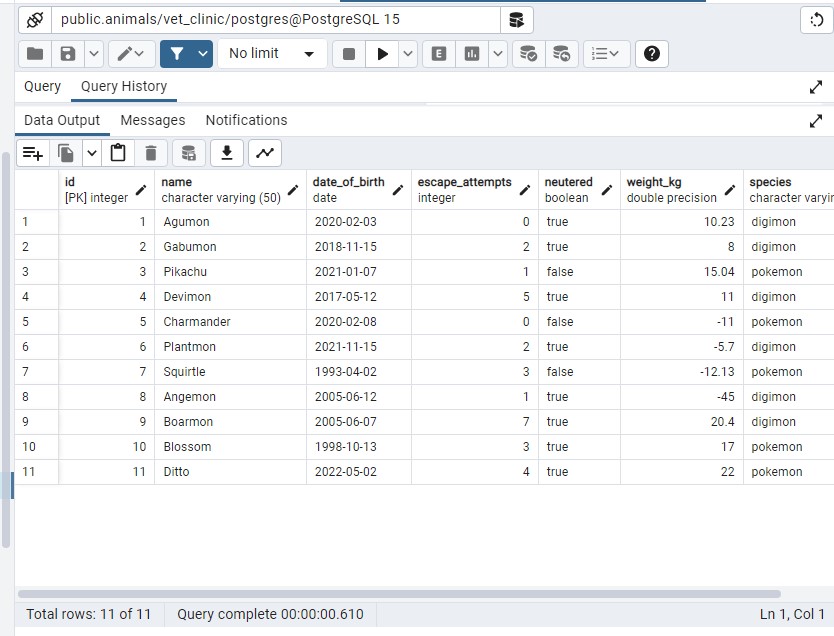 public.animals/vet_clinic/postgres@PostgreSQL 15
No limit E
Query Query History
Data Output Messages Notifications
id name date_of_birth escape_attempts neutered weight_kg species
[PK] integer character varying (50) date integer boolean double precision character varyin
1 1 Agumon 2020-02-03 0 true 10.23 digimon
2 2 Gabumon 2018-11-15 2 true 8 digimon
3 3 Pikachu 2021-01-07 1 false 15.04 pokemon
4 4 Devimon 2017-05-12 5 true 11 digimon
5 5 Charmander 2020-02-08 0 false -11 pokemon
6 6 Plantmon 2021-11-15 2 true -5.7 digimon
7 7 Squirtle 1993-04-02 3 false -12.13 pokemon
8 8 Angemon 2005-06-12 1 true -45 digimon
9 9 Boarmon 2005-06-07 7 true 20.4 digimon
10 10 Blossom 1998-10-13 3 true 17 pokemon
11 11 Ditto 2022-05-02 4 true 22 pokemon
Total rows: 11 of 11 Query complete 00:00:00.610 Ln 1, Col 1